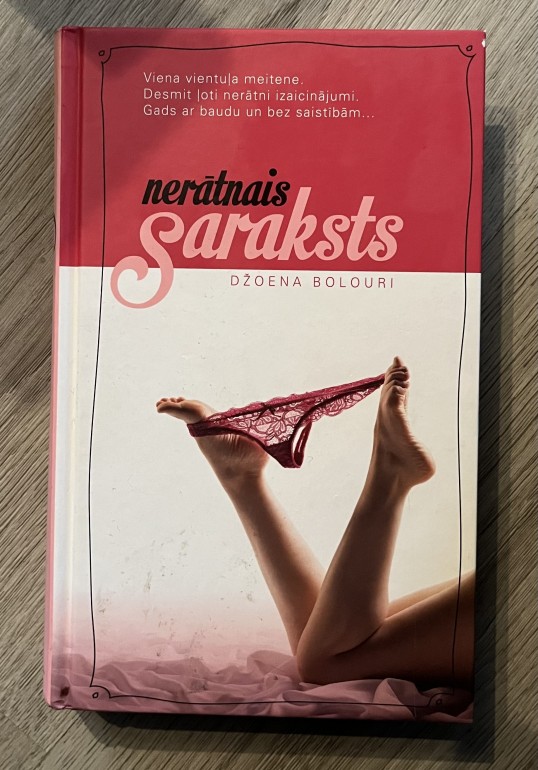 Viena vientuļa meitene.
Desmit ļoti nerātni izaicinājumi.
Gads ar baudu un bez saistībām...
nerātnais
Saraksts
DŽOENA BOLOURI